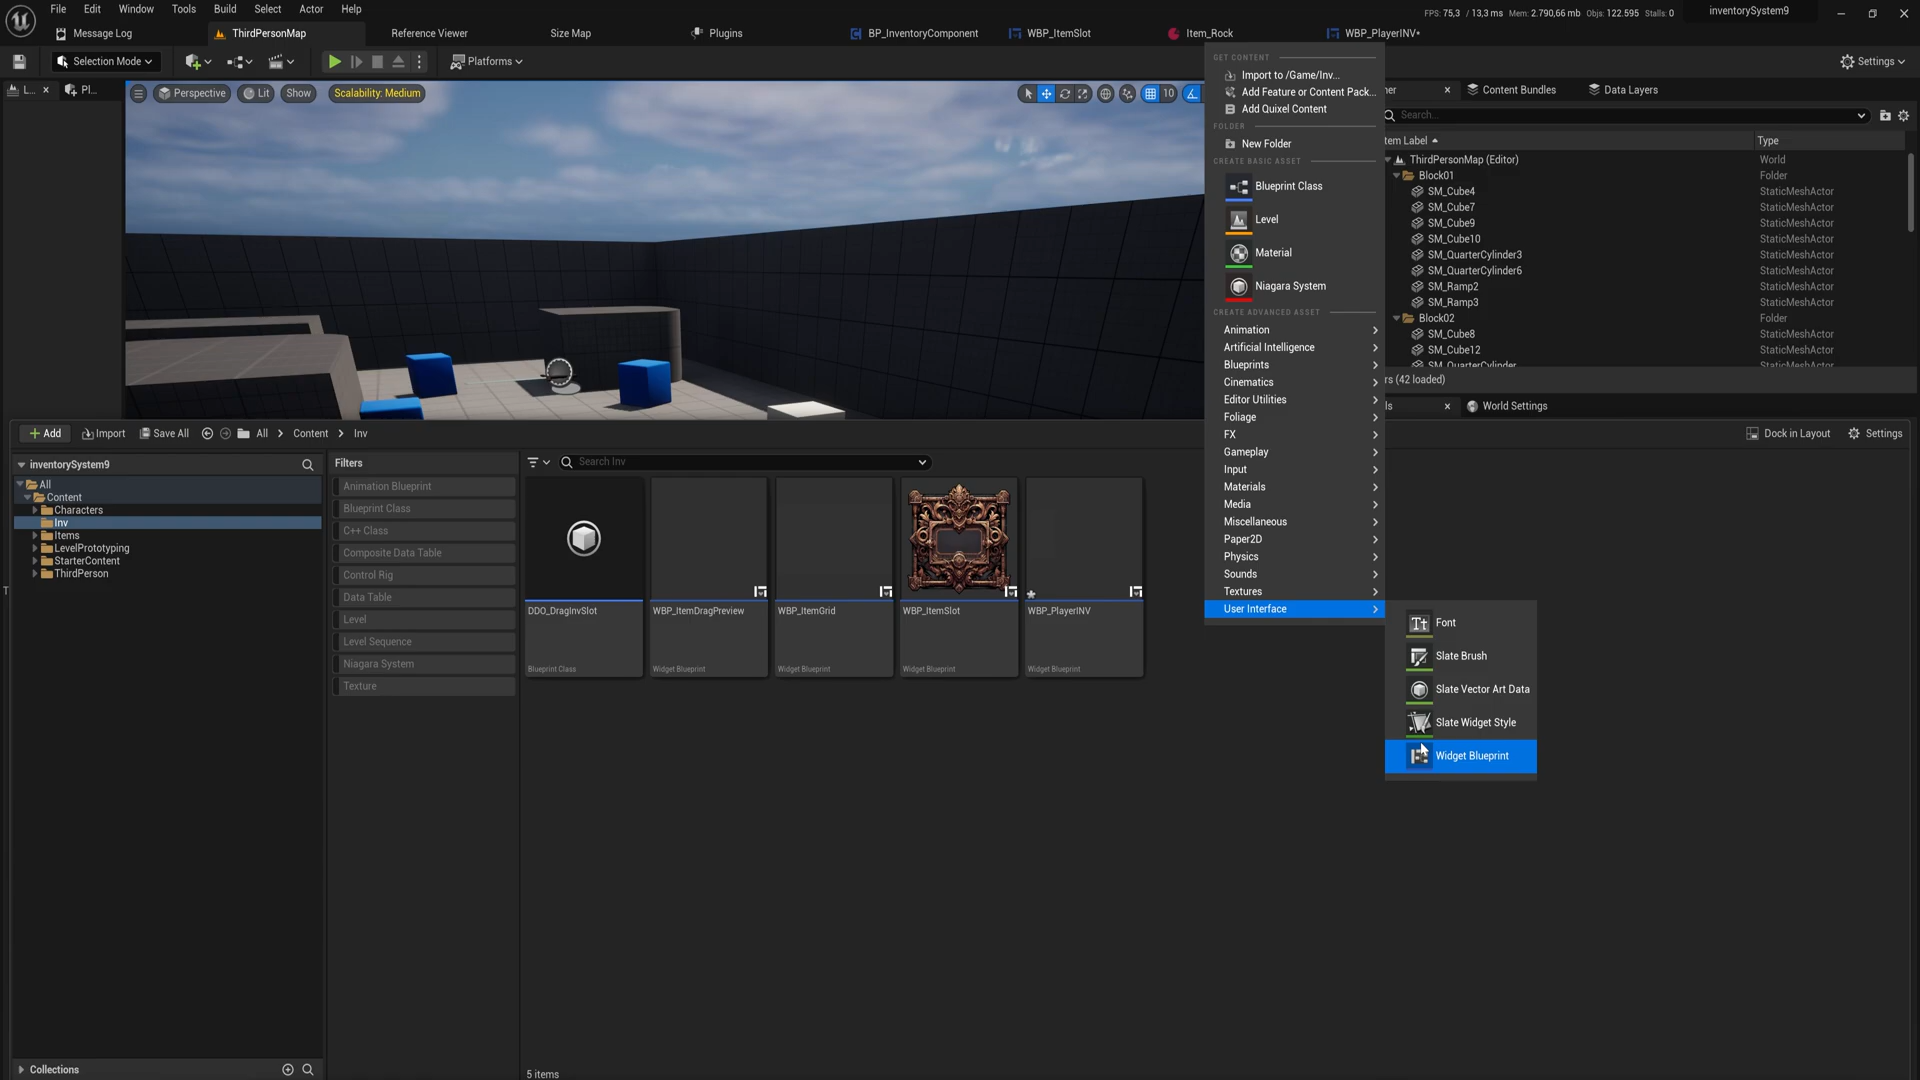 File Edit Window Tools Build Select Actor Help
FPS: 75,3 / 13,3 ms Mem: 2.790,66 mb Objs: 122.595 Stalls: 0
inventorySystem9
Message Log
ThirdPersonMap
Reference Viewer
Size Map
Plugins
BP_InventoryComponent
WBP_ItemSlot
Item_Rock
WBP_PlayerINV*
Selection Mode
Platforms
Settings
L...
Pl...
Perspective
Lit
Show
Scalability: Medium
10
GET CONTENT
Import to /Game/Inv...
Add Feature or Content Pack...
Add Quixel Content
FOLDER
New Folder
CREATE BASIC ASSET
Blueprint Class
Level
Material
Niagara System
CREATE ADVANCED ASSET
Animation
Artificial Intelligence
Blueprints
Cinematics
Editor Utilities
Foliage
FX
Gameplay
Input
Materials
Media
Miscellaneous
Paper2D
Physics
Sounds
Textures
User Interface
Font
Slate Brush
Slate Vector Art Data
Slate Widget Style
Widget Blueprint
ner
Content Bundles
Data Layers
Search...
tem Label
Type
ThirdPersonMap (Editor) World
Block01 Folder
SM_Cube4 StaticMeshActor
SM_Cube7 StaticMeshActor
SM_Cube9 StaticMeshActor
SM_Cube10 StaticMeshActor
SM_QuarterCylinder3 StaticMeshActor
SM_QuarterCylinder6 StaticMeshActor
SM_Ramp2 StaticMeshActor
SM_Ramp3 StaticMeshActor
Block02 Folder
SM_Cube8 StaticMeshActor
SM_Cube12 StaticMeshActor
SM_QuarterCylinder StaticMeshActor
rs (42 loaded)
ls
World Settings
Add
Import
Save All
All
Content
Inv
Dock in Layout
Settings
inventorySystem9
All
Content
Characters
Inv
Items
LevelPrototyping
StarterContent
ThirdPerson
Collections
Filters
Animation Blueprint
Blueprint Class
C++ Class
Composite Data Table
Control Rig
Data Table
Level
Level Sequence
Niagara System
Texture
Search Inv
DDO_DragInvSlot
Blueprint Class
WBP_ItemDragPreview
Widget Blueprint
WBP_ItemGrid
Widget Blueprint
WBP_ItemSlot
Widget Blueprint
WBP_PlayerINV
Widget Blueprint
5 items